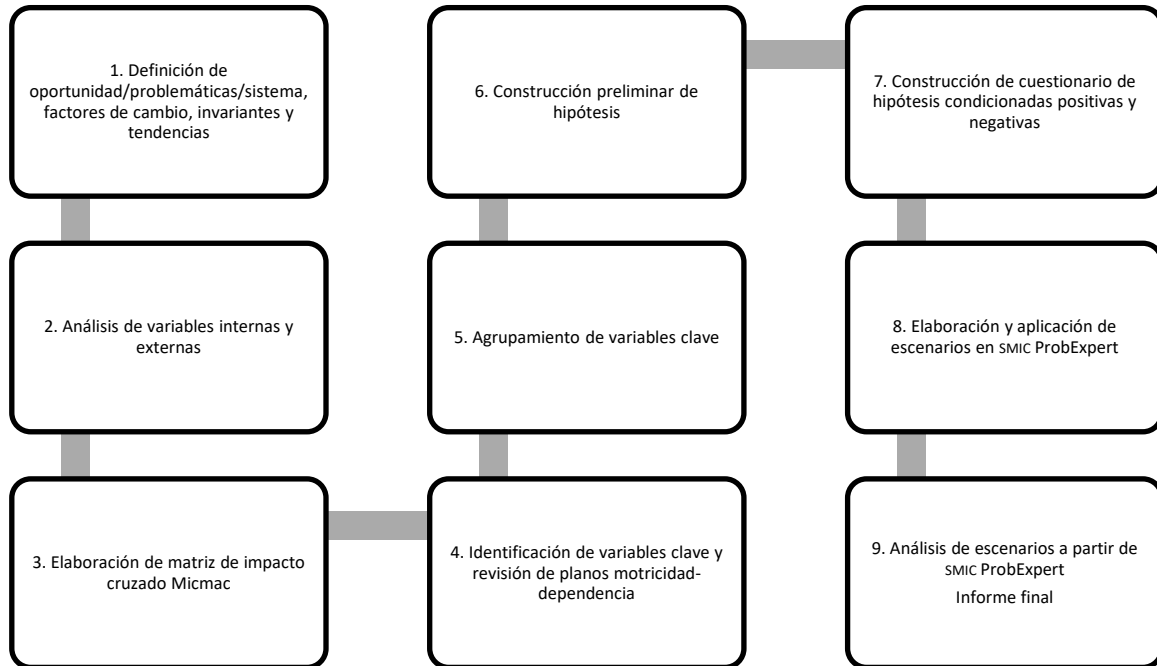 1. Definición de
oportunidad/problemáticas/sistema,
factores de cambio, invariantes y
tendencias
2. Análisis de variables internas y
externas
3. Elaboración de matriz de impacto
cruzado Micmac
4. Identificación de variables clave y
revisión de planos motricidad-
dependencia
5. Agrupamiento de variables clave
6. Construcción preliminar de
hipótesis
7. Construcción de cuestionario de
hipótesis condicionadas positivas y
negativas
8. Elaboración y aplicación de
escenarios en SMIC ProbExpert
9. Análisis de escenarios a partir de
SMIC ProbExpert
Informe final